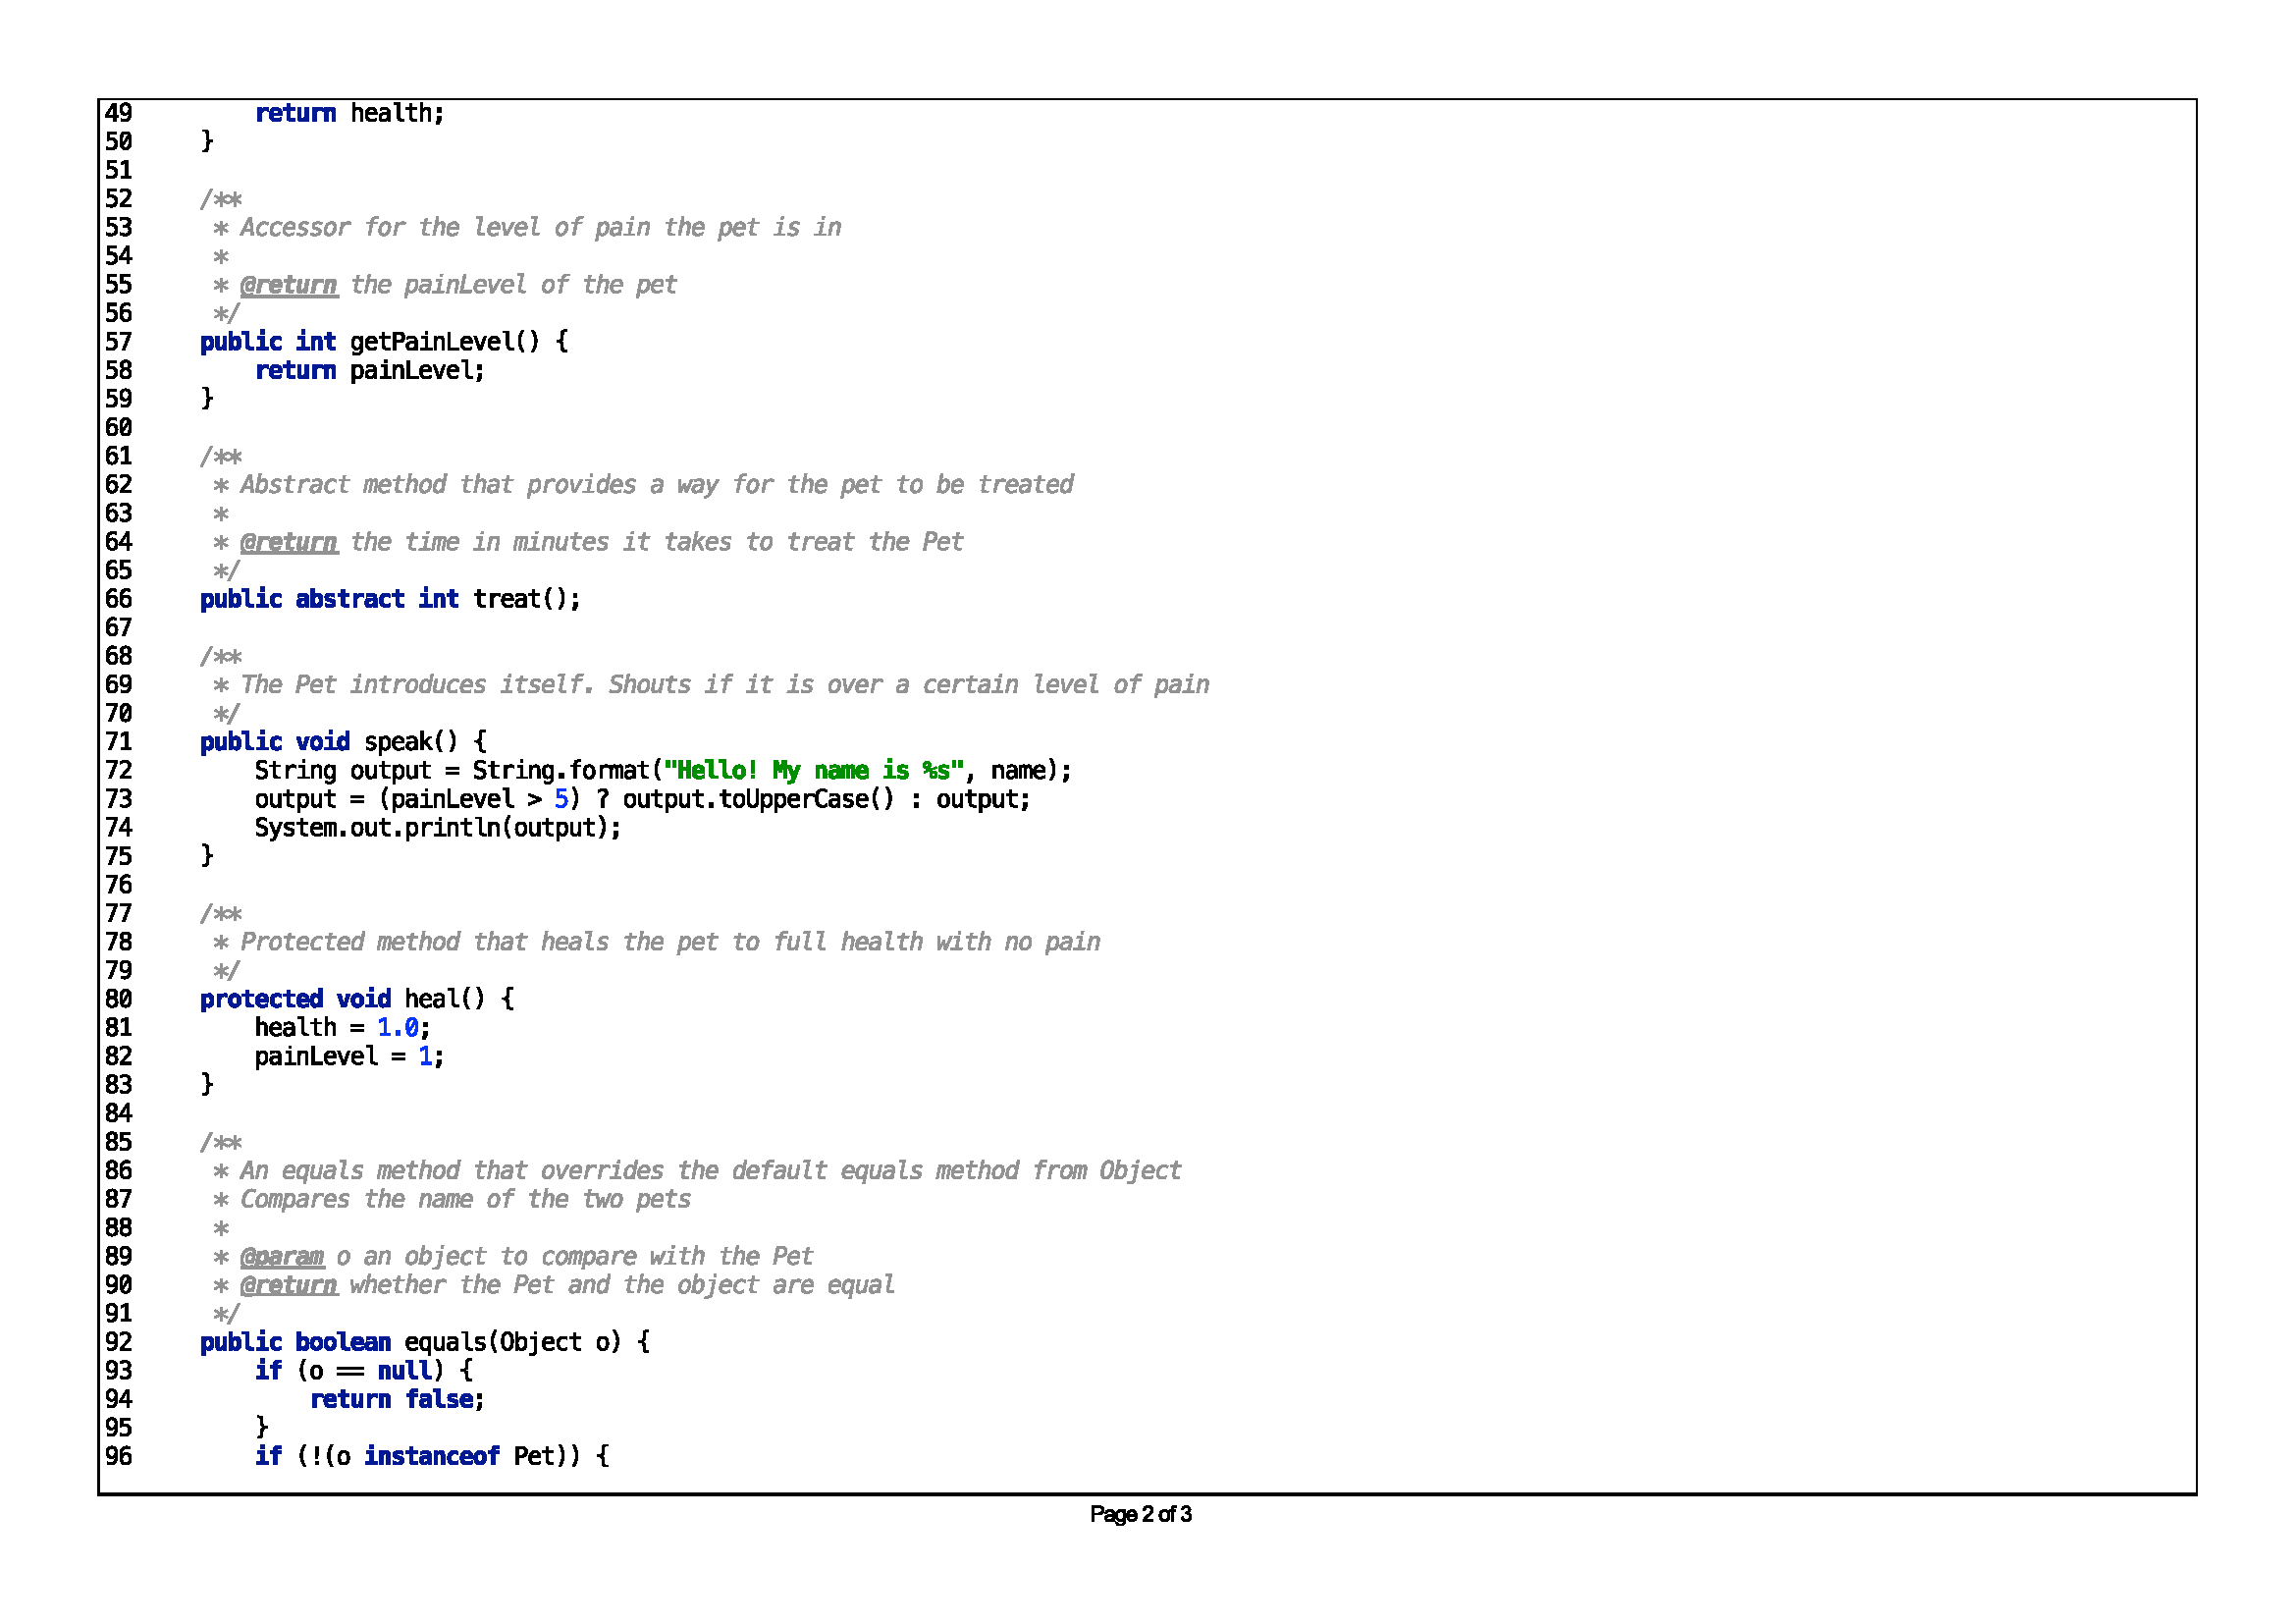 49         return health;
50     }
51
52     /**
53      * Accessor for the level of pain the pet is in
54      *
55      * @return the painLevel of the pet
56      */
57     public int getPainLevel() {
58         return painLevel;
59     }
60
61     /**
62      * Abstract method that provides a way for the pet to be treated
63      *
64      * @return the time in minutes it takes to treat the Pet
65      */
66     public abstract int treat();
67
68     /**
69      * The Pet introduces itself. Shouts if it is over a certain level of pain
70      */
71     public void speak() {
72         String output = String.format("Hello! My name is %s", name);
73         output = (painLevel > 5) ? output.toUpperCase() : output;
74         System.out.println(output);
75     }
76
77     /**
78      * Protected method that heals the pet to full health with no pain
79      */
80     protected void heal() {
81         health = 1.0;
82         painLevel = 1;
83     }
84
85     /**
86      * An equals method that overrides the default equals method from Object
87      * Compares the name of the two pets
88      *
89      * @param o an object to compare with the Pet
90      * @return whether the Pet and the object are equal
91      */
92     public boolean equals(Object o) {
93         if (o == null) {
94             return false;
95         }
96         if (!(o instanceof Pet)) {
Page 2 of 3